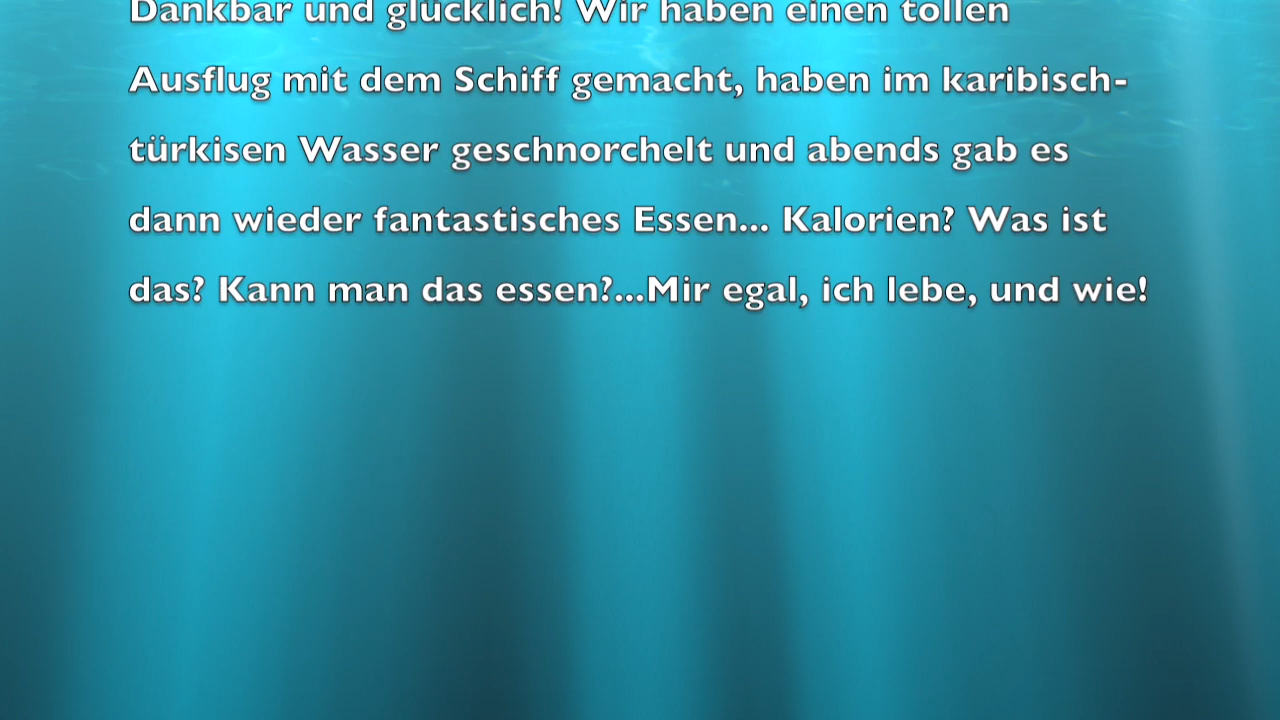 Dankbar und glücklich! Wir haben einen tollen
Ausflug mit dem Schiff gemacht, haben im karibisch-
türkisen Wasser geschnorchelt und abends gab es
dann wieder fantastisches Essen... Kalorien? Was ist
das? Kann man das essen?...Mir egal, ich lebe, und wie!